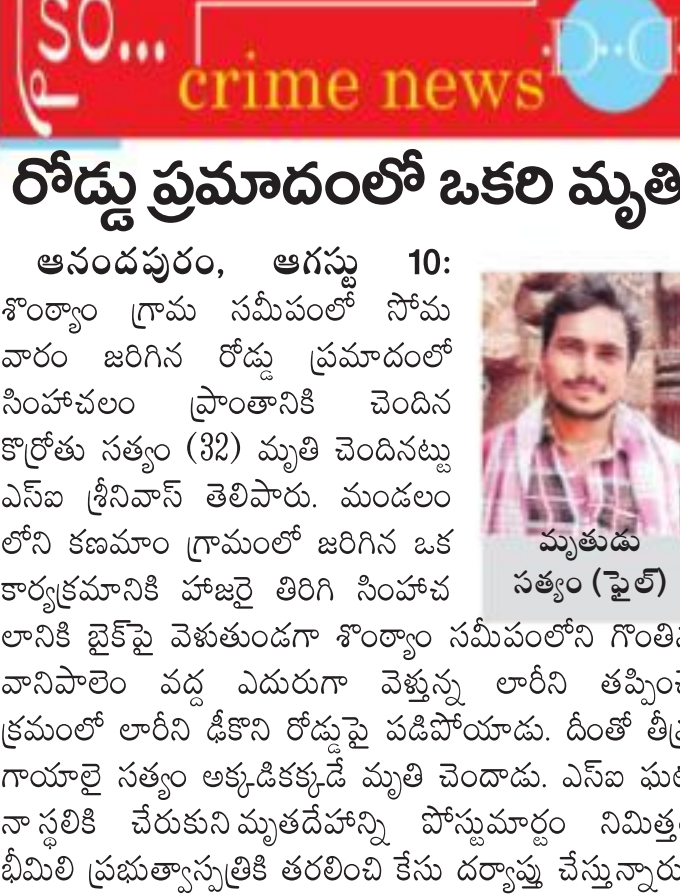 so...
crime news
రోడ్డు ప్రమాదంలో ఒకరి మృతి
ఆనందపురం, ఆగస్టు 10:
శొంఠ్యాం గ్రామ సమీపంలో సోమ
వారం జరిగిన రోడ్డు ప్రమాదంలో
సింహాచలం ప్రాంతానికి చెందిన
కొర్రోతు సత్యం (32) మృతి చెందినట్టు
ఎస్ఐ శ్రీనివాస్ తెలిపారు. మండలం
లోని కణమాం గ్రామంలో జరిగిన ఒక
కార్యక్రమానికి హాజరై తిరిగి సింహాచ
లానికి బైక్‌పై వెళుతుండగా శొంఠ్యాం సమీపంలోని గొంతిన
వానిపాలెం వద్ద ఎదురుగా వెళ్తున్న లారీని తప్పించే
క్రమంలో లారీని ఢీకొని రోడ్డుపై పడిపోయాడు. దీంతో తీవ్ర
గాయాలై సత్యం అక్కడికక్కడే మృతి చెందాడు. ఎస్ఐ ఘట
నా స్థలికి చేరుకుని మృతదేహాన్ని పోస్టుమార్టం నిమిత్తం
భీమిలి ప్రభుత్వాస్పత్రికి తరలించి కేసు దర్యాప్తు చేస్తున్నారు
మృతుడు
సత్యం (ఫైల్)